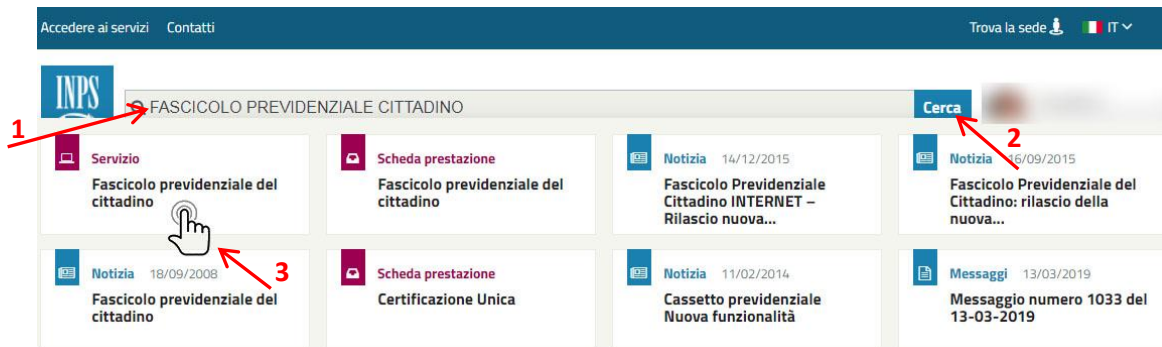 Accedere ai servizi Contatti
Trova la sede IT
INPS
FASCICOLO PREVIDENZIALE CITTADINO
Cerca
1
2
Servizio
Fascicolo previdenziale del
cittadino
Scheda prestazione
Fascicolo previdenziale del
cittadino
Notizia 14/12/2015
Fascicolo Previdenziale
Cittadino INTERNET –
Rilascio nuova...
Notizia 16/09/2015
Fascicolo Previdenziale del
Cittadino: rilascio della
nuova...
3
Notizia 18/09/2008
Fascicolo previdenziale del
cittadino
Scheda prestazione
Certificazione Unica
Notizia 11/02/2014
Cassetto previdenziale
Nuova funzionalità
Messaggi 13/03/2019
Messaggio numero 1033 del
13-03-2019